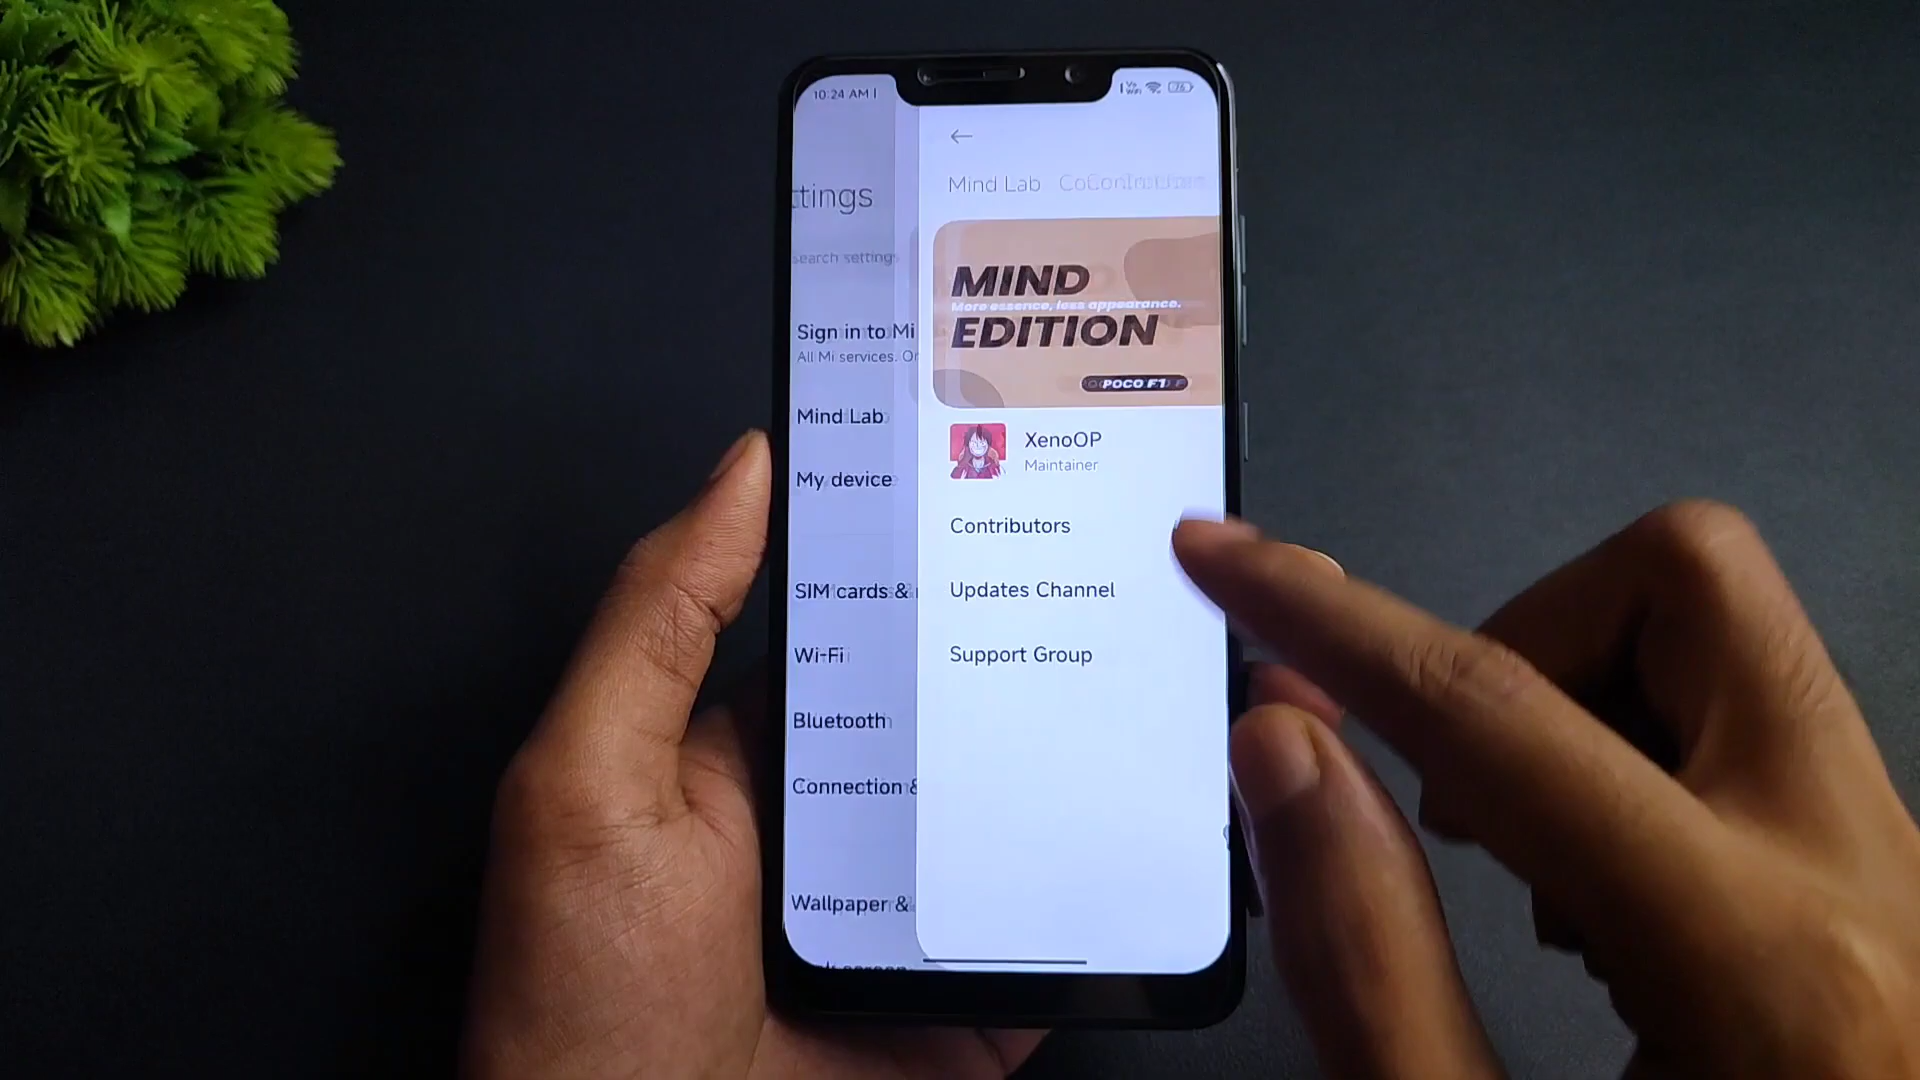 10:24 AM
76
ttings
search settings
Sign in to Mi
All Mi services. Or
Mind Lab
My device
SIM cards &
Wi-Fi
Bluetooth
Connection &
Wallpaper &
Mind Lab
MIND
More essence, less appearance.
EDITION
POCO F1
XenoOP
Maintainer
Contributors
Updates Channel
Support Group